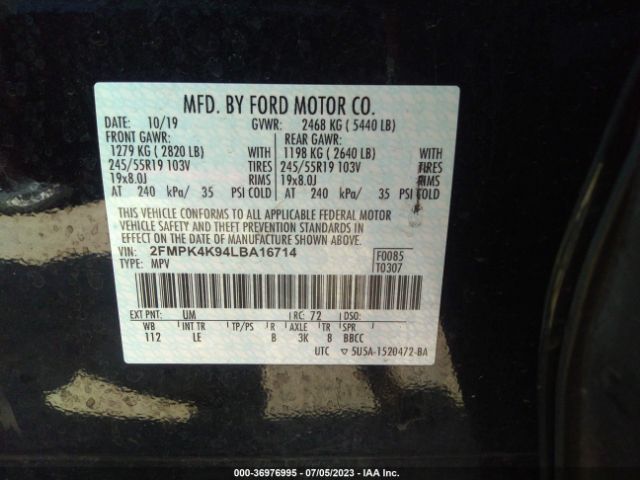 MFD. BY FORD MOTOR CO.
DATE: 10/19 GVWR: 2468 KG ( 5440 LB)
FRONT GAWR: REAR GAWR:
1279 KG ( 2820 LB) WITH 1198 KG ( 2640 LB) WITH
245/55R19 103V TIRES 245/55R19 103V TIRES
19x8.0J RIMS 19x8.0J RIMS
AT 240 kPa/ 35 PSI COLD AT 240 kPa/ 35 PSI COLD
THIS VEHICLE CONFORMS TO ALL APPLICABLE FEDERAL MOTOR
VEHICLE SAFETY AND THEFT PREVENTION STANDARDS IN
EFFECT ON THE DATE OF MANUFACTURE SHOWN ABOVE.
VIN: 2FMPK4K94LBA16714 F0085
TYPE: MPV T0307
EXT PNT: UM RC: 72 DSO:
WB INT TR TP/PS R AXLE TR SPR
112 LE B 3K 8 BBCC
UTC ▽5U5A-1520472-BA
000-36976995 - 07/05/2023 - IAA Inc.